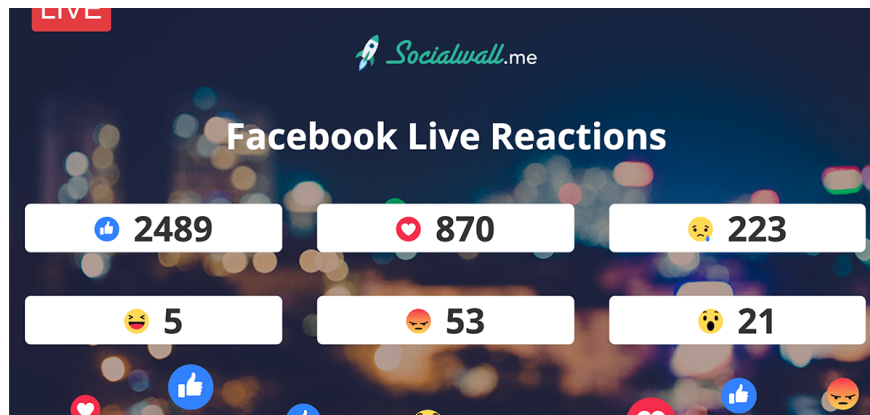 LIVE
Socialwall.me
Facebook Live Reactions
2489 870 223
5 53 21